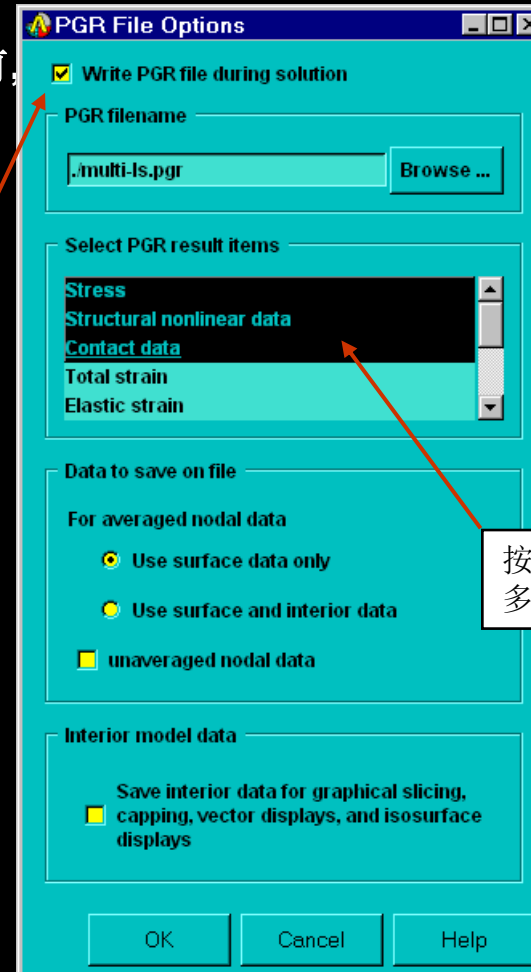 PGR File Options
Write PGR file during solution
PGR filename
./multi-ls.pgr
Browse ...
Select PGR result items
Stress
Structural nonlinear data
Contact data
Total strain
Elastic strain
Data to save on file
For averaged nodal data
Use surface data only
按
多
Use surface and interior data
unaveraged nodal data
Interior model data
Save interior data for graphical slicing,
capping, vector displays, and isosurface
displays
OK
Cancel
Help